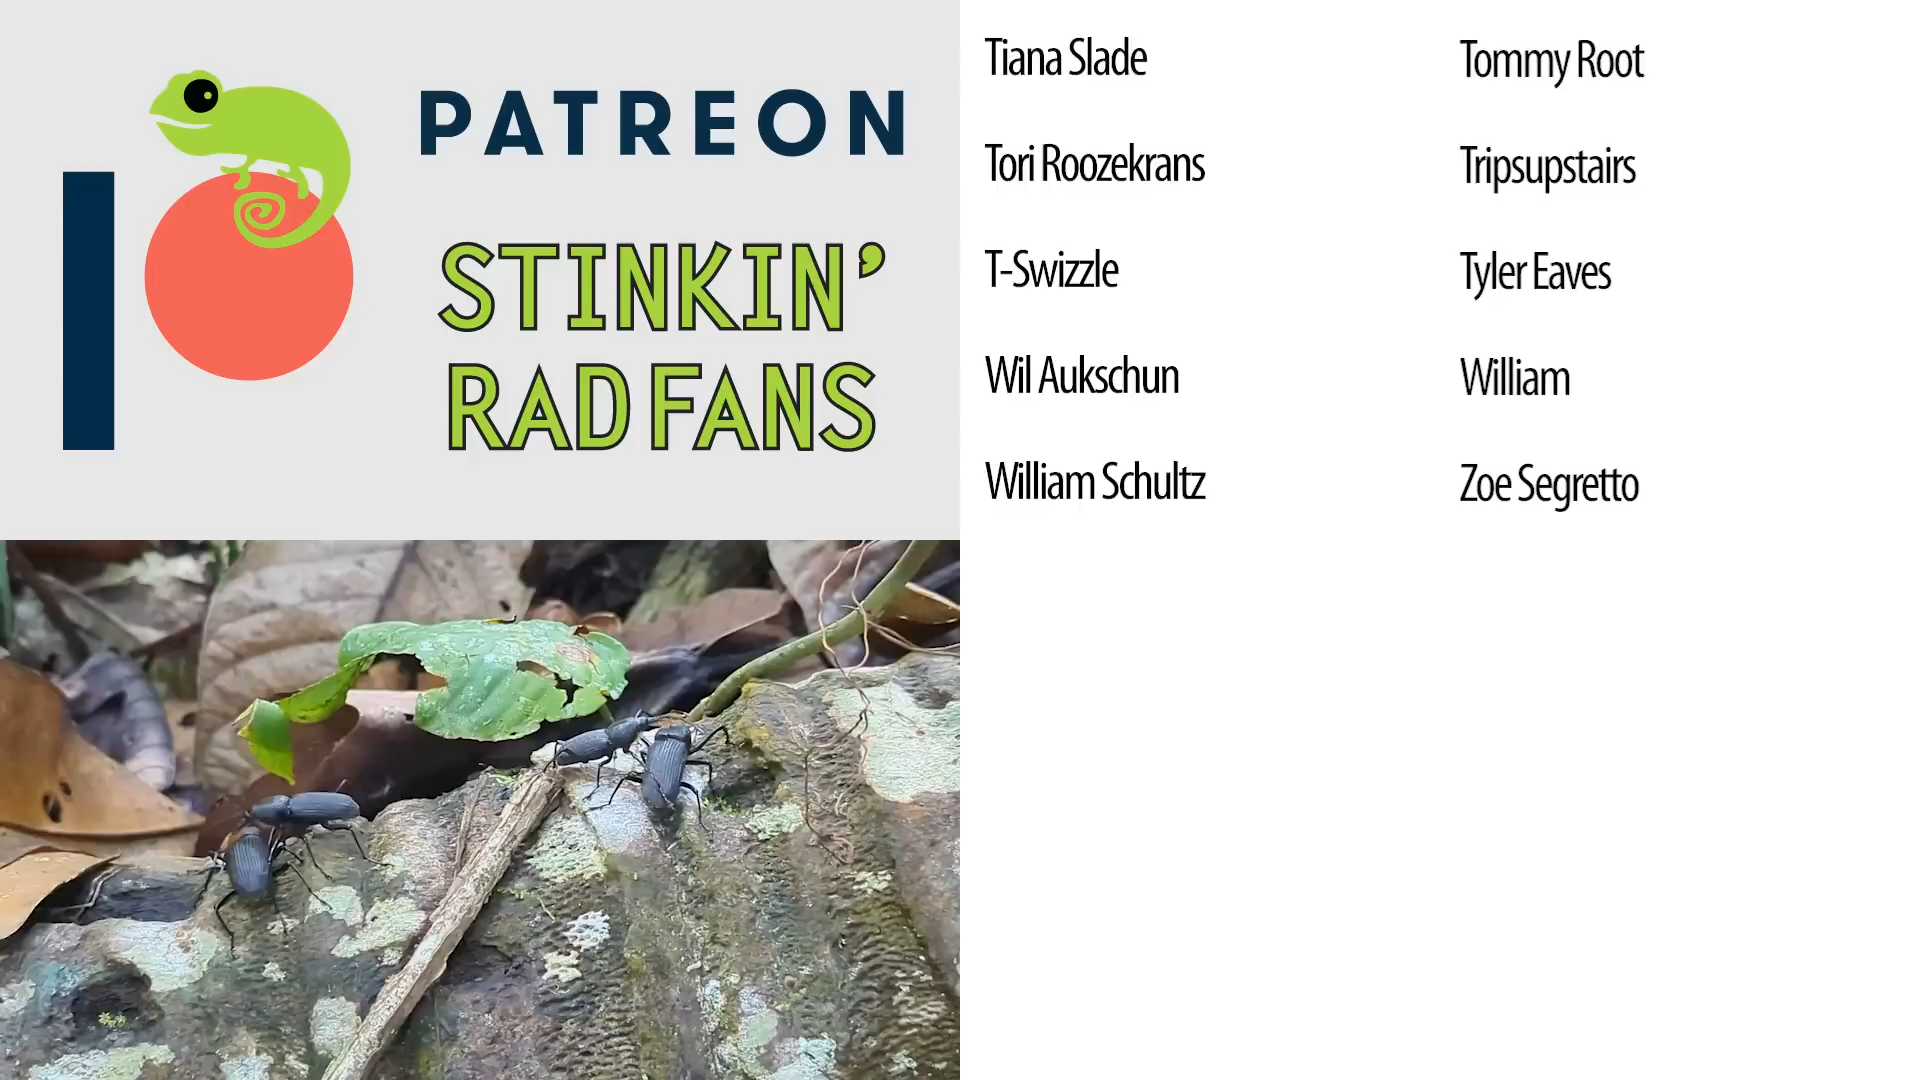 PATREON
STINKIN’
RAD FANS
Tiana Slade
Tommy Root
Tori Roozekrans
Tripsupstairs
T-Swizzle
Tyler Eaves
Wil Aukschun
William
William Schultz
Zoe Segretto